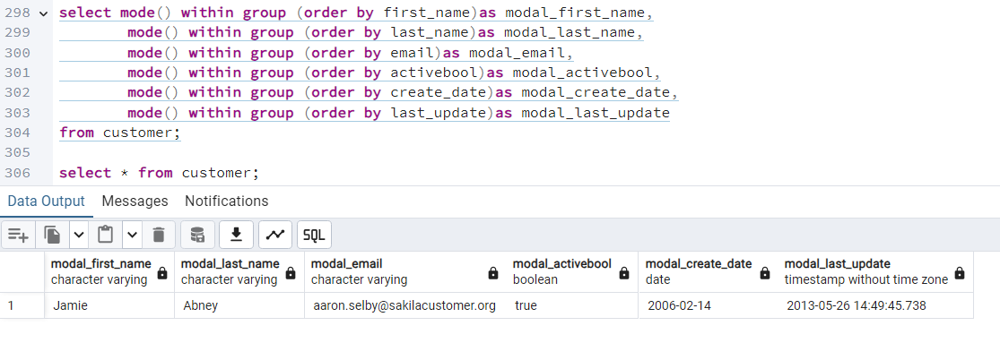 298 select mode() within group (order by first_name)as modal_first_name,
299 mode() within group (order by last_name)as modal_last_name,
300 mode() within group (order by email)as modal_email,
301 mode() within group (order by activebool)as modal_activebool,
302 mode() within group (order by create_date)as modal_create_date,
303 mode() within group (order by last_update)as modal_last_update
304 from customer;
305
306 select * from customer;
Data Output Messages Notifications
SQL
modal_first_name modal_last_name modal_email modal_activebool modal_create_date modal_last_update
character varying character varying character varying boolean date timestamp without time zone
1 Jamie Abney aaron.selby@sakilacustomer.org true 2006-02-14 2013-05-26 14:49:45.738